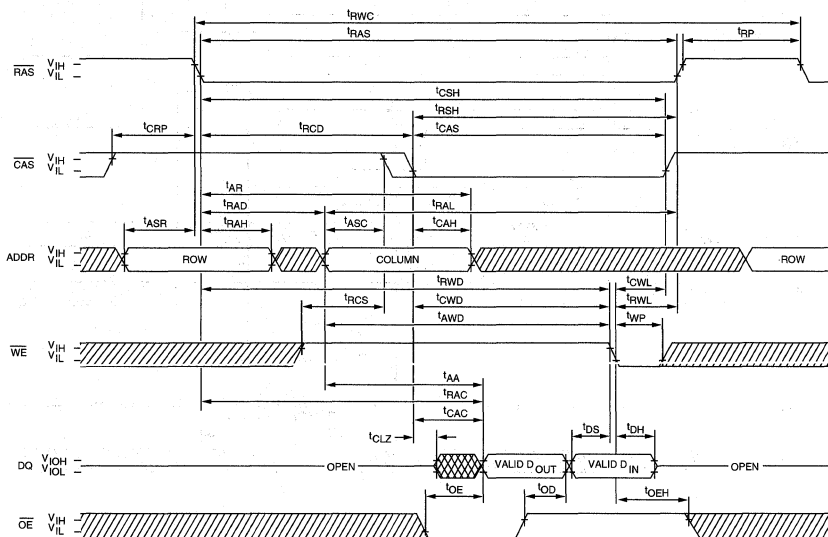 tRWC
tRAS
tRP
RAS VIH
VIL
tCSH
tRSH
tCRP
tRCD
tCAS
CAS VIH
VIL
tAR
tRAD
tRAL
tASR
tRAH
tASC
tCAH
ADDR VIH
VIL
ROW
COLUMN
ROW
tRWD
tCWL
tRCS
tCWD
tRWL
tAWD
tWP
WE VIH
VIL
tAA
tRAC
tCAC
tCLZ
tDS
tDH
DQ VIOH
VIOL
OPEN
VALID DOUT
VALID DIN
OPEN
tOE
tOD
tOEH
OE VIH
VIL